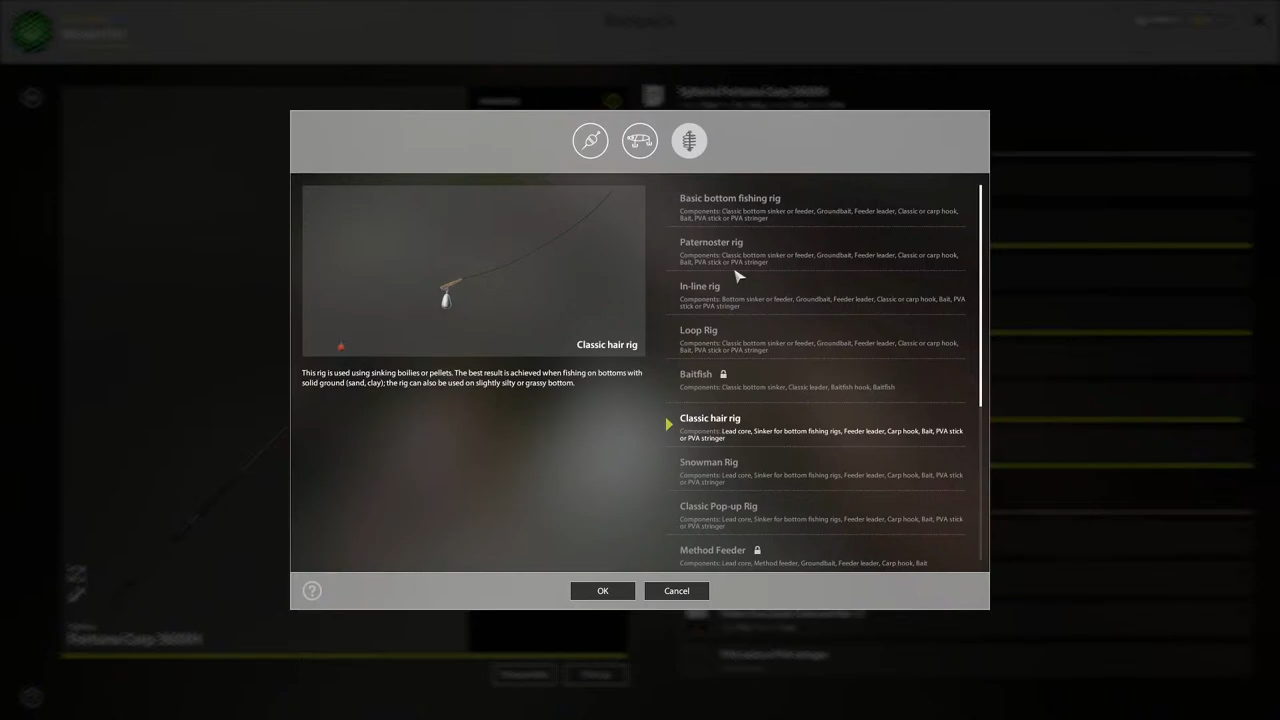 Classic hair rig
This rig is used using sinking boilies or pellets. The best result is achieved when fishing on bottoms with
solid ground (sand, clay); the rig can also be used on slightly silty or grassy bottom.
Basic bottom fishing rig
Components: Classic bottom sinker or feeder, Groundbait, Feeder leader, Classic or carp hook,
Bait, PVA stick or PVA stringer
Paternoster rig
Components: Classic bottom sinker or feeder, Groundbait, Feeder leader, Classic or carp hook,
Bait, PVA stick or PVA stringer
In-line rig
Components: Bottom sinker or feeder, Groundbait, Feeder leader, Classic or carp hook, Bait, PVA
stick or PVA stringer
Loop Rig
Components: Classic bottom sinker or feeder, Groundbait, Feeder leader, Classic or carp hook,
Bait, PVA stick or PVA stringer
Baitfish
Components: Classic bottom sinker, Classic leader, Baitfish hook, Baitfish
Classic hair rig
Components: Lead core, Sinker for bottom fishing rigs, Feeder leader, Carp hook, Bait, PVA stick
or PVA stringer
Snowman Rig
Components: Lead core, Sinker for bottom fishing rigs, Feeder leader, Carp hook, Bait, PVA stick
or PVA stringer
Classic Pop-up Rig
Components: Lead core, Sinker for bottom fishing rigs, Feeder leader, Carp hook, Bait, PVA stick
or PVA stringer
Method Feeder
Components: Lead core, Method feeder, Groundbait, Feeder leader, Carp hook, Bait
?
OK
Cancel